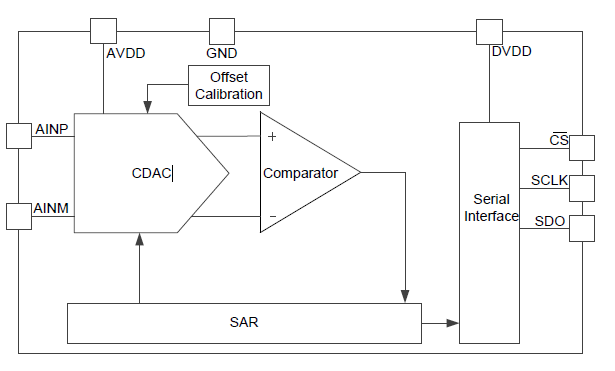 AVDD
GND
DVDD
Offset
Calibration
AINP
CS
+
CDAC
Comparator
SCLK
Serial
Interface
AINM
−
SDO
SAR